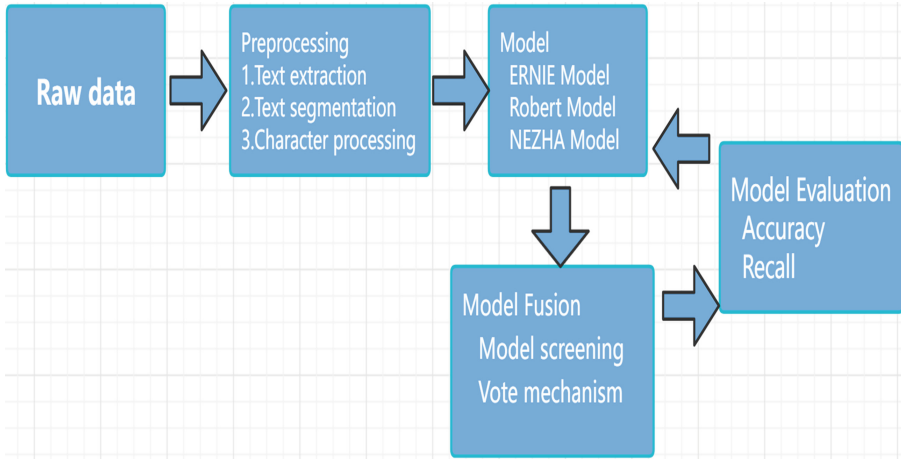 Raw data
Preprocessing
1.Text extraction
2.Text segmentation
3.Character processing
Model
ERNIE Model
Robert Model
NEZHA Model
Model Evaluation
Accuracy
Recall
Model Fusion
Model screening
Vote mechanism